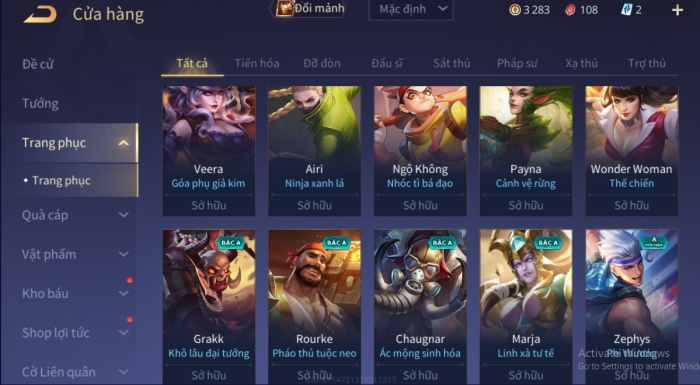 Cửa hàng
Đổi mảnh
Mặc định
3 283
108
2
Đề cử
Tướng
Trang phục
Trang phục
Quà cáp
Vật phẩm
Kho báu
Shop lợi tức
Cờ Liên quân
Tất cả
Tiến hóa
Đỡ đòn
Đấu sĩ
Sát thủ
Pháp sư
Xạ thủ
Trợ thủ
Veera
Góa phụ giả kim
Sở hữu
Airi
Ninja xanh lá
Sở hữu
Ngộ Không
Nhóc tì bá đạo
Sở hữu
Payna
Cảnh vệ rừng
Sở hữu
Wonder Woman
Thế chiến
Sở hữu
BẬC A
Grakk
Khô lâu đại tướng
Sở hữu
BẬC A
Rourke
Pháo thủ tuộc neo
Sở hữu
BẬC A
Chaugnar
Ác mộng sinh hóa
Sở hữu
BẬC A
Marja
Linh xà tư tế
Sở hữu
A
Zephys
Sở hữu
Activate Windows
Go to Settings to activate Wind